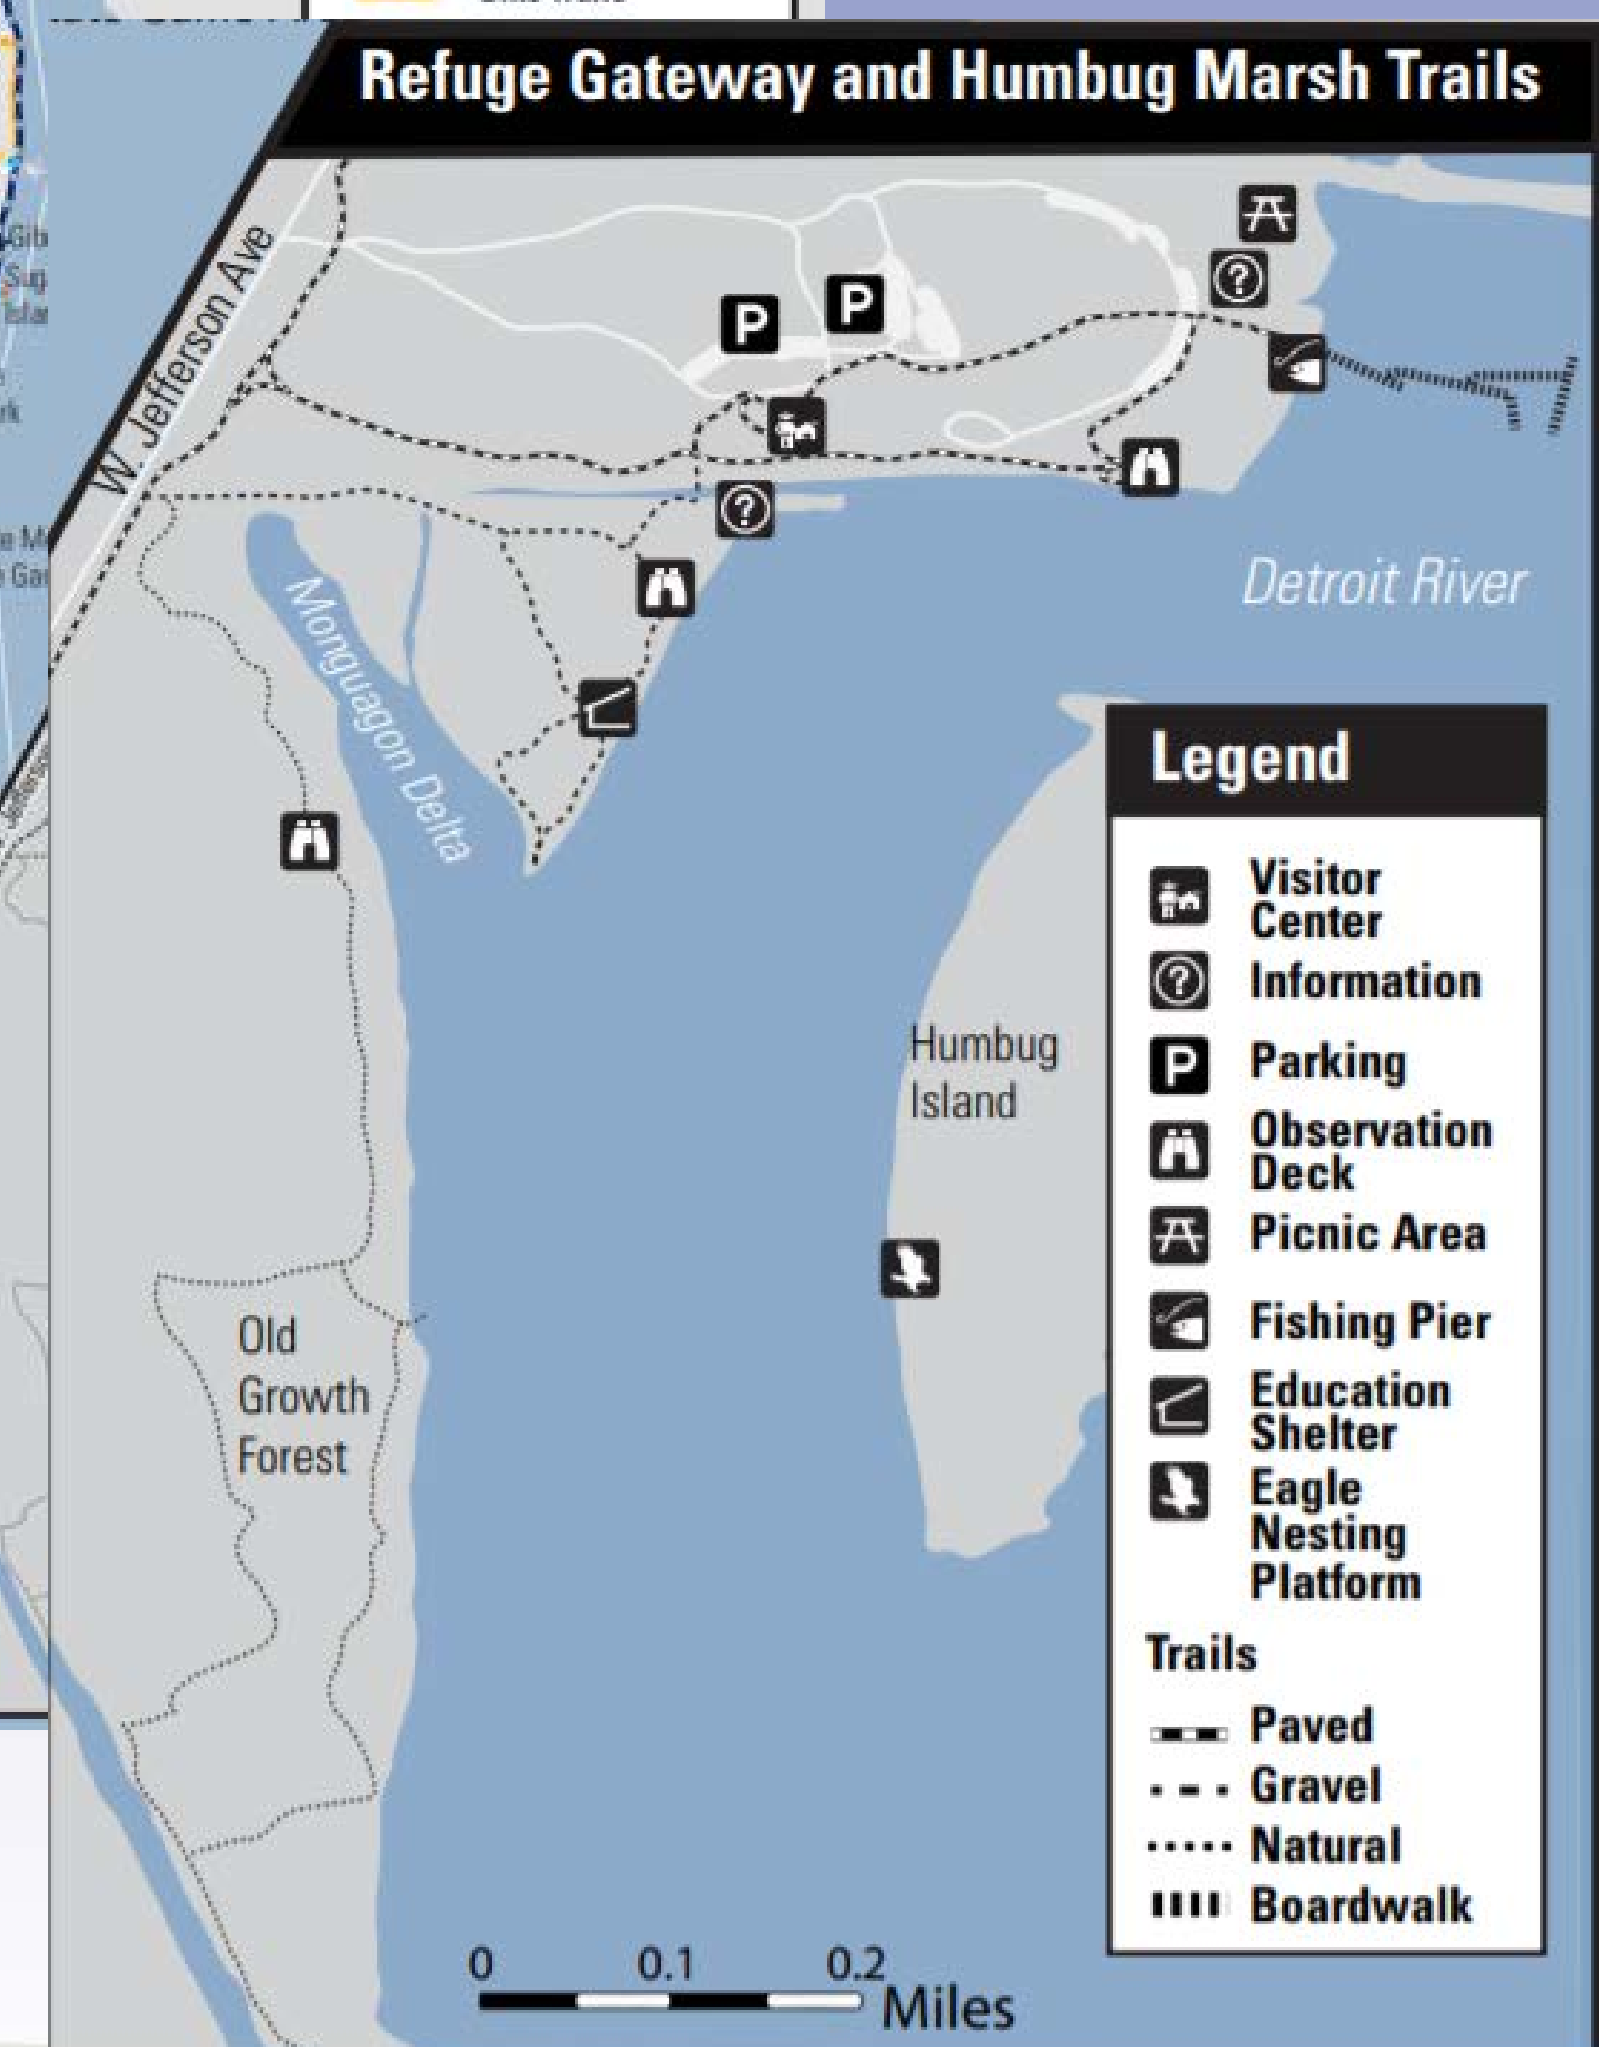 Refuge Gateway and Humbug Marsh Trails
W. Jefferson Ave
P
P
?
?
Detroit River
Monguagon Delta
Humbug
Island
Old
Growth
Forest
Legend
Visitor
Center
?
Information
P
Parking
Observation
Deck
Picnic Area
Fishing Pier
Education
Shelter
Eagle
Nesting
Platform
Trails
Paved
Gravel
Natural
Boardwalk
0 0.1 0.2
Miles